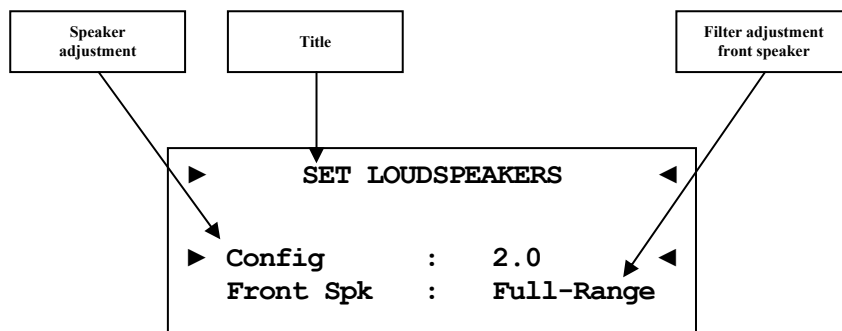 Speaker
adjustment
Title
Filter adjustment
front speaker
► SET LOUDSPEAKERS ◄
► Config : 2.0 ◄
Front Spk : Full-Range